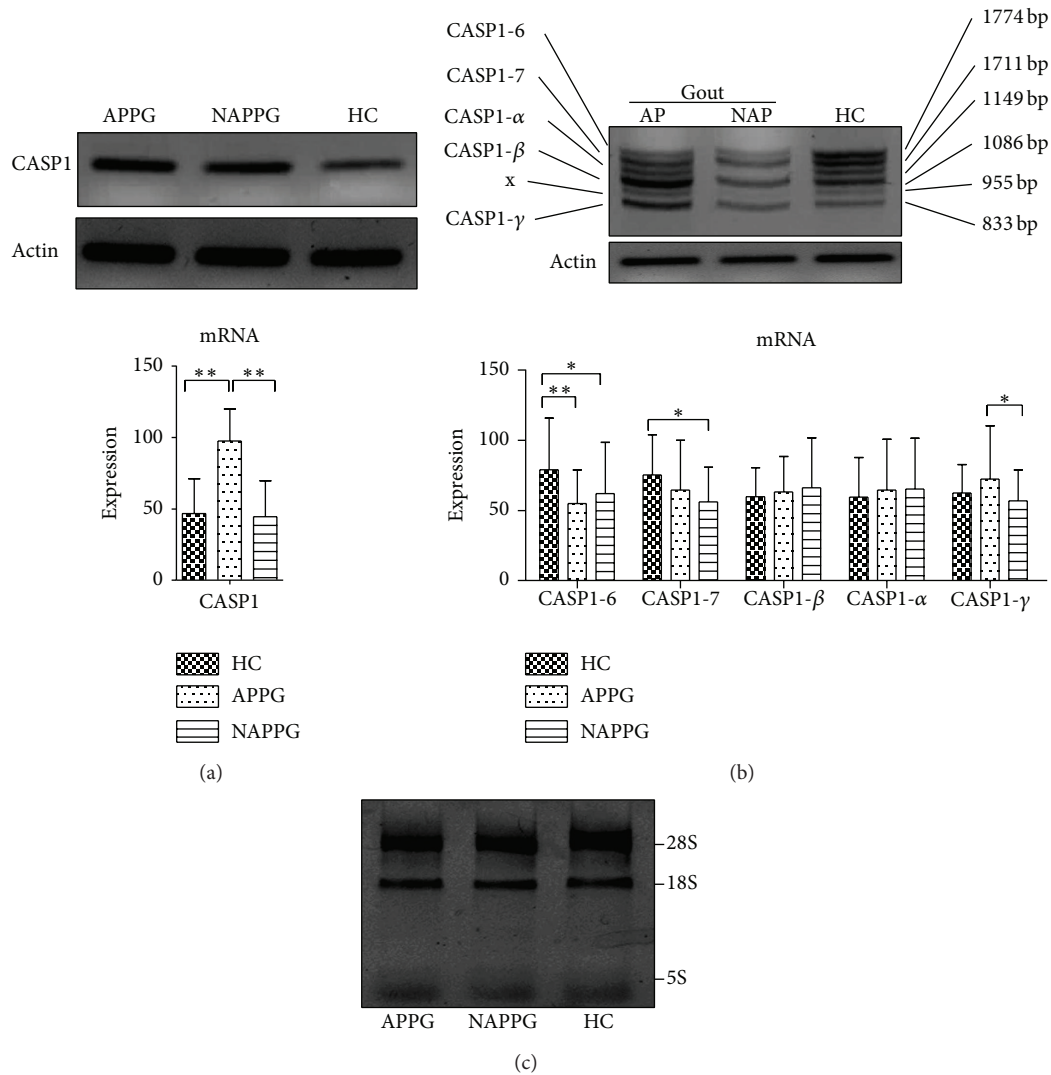 APPG NAPPG HC
CASP1
Actin
mRNA
150
100
50
0
Expression
** **
CASP1
HC
APPG
NAPPG
(a)
CASP1-6
CASP1-7
CASP1-α
CASP1-β
x
CASP1-γ
Gout
AP NAP HC
1774 bp
1711 bp
1149 bp
1086 bp
955 bp
833 bp
Actin
mRNA
150
100
50
0
Expression
*
**
*
*
CASP1-6 CASP1-7 CASP1-β CASP1-α CASP1-γ
HC
APPG
NAPPG
(b)
28S
18S
5S
APPG NAPPG HC
(c)